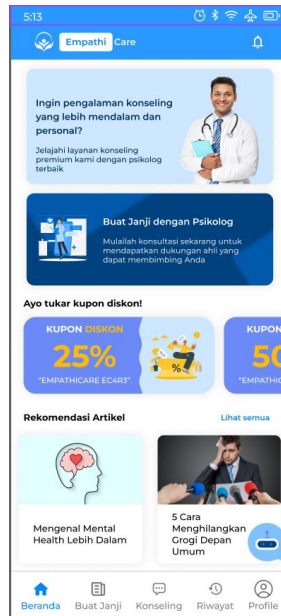 5:13
Empathi Care
Ingin pengalaman konseling
yang lebih mendalam dan
personal?
Jelajahi layanan konseling
premium kami dengan psikolog
terbaik
Buat Janji dengan Psikolog
Mulailah konsultasi sekarang untuk
mendapatkan dukungan ahli yang
dapat membimbing Anda
Ayo tukar kupon diskon!
KUPON DISKON
25%
"EMPATHICARE EC4R3"
%
KUPON
50
"EMPATHIC
Rekomendasi Artikel
Lihat semua
Mengenal Mental
Health Lebih Dalam
5 Cara
Menghilangkan
Grogi Depan
Umum
Beranda
Buat Janji
Konseling
Riwayat
Profile